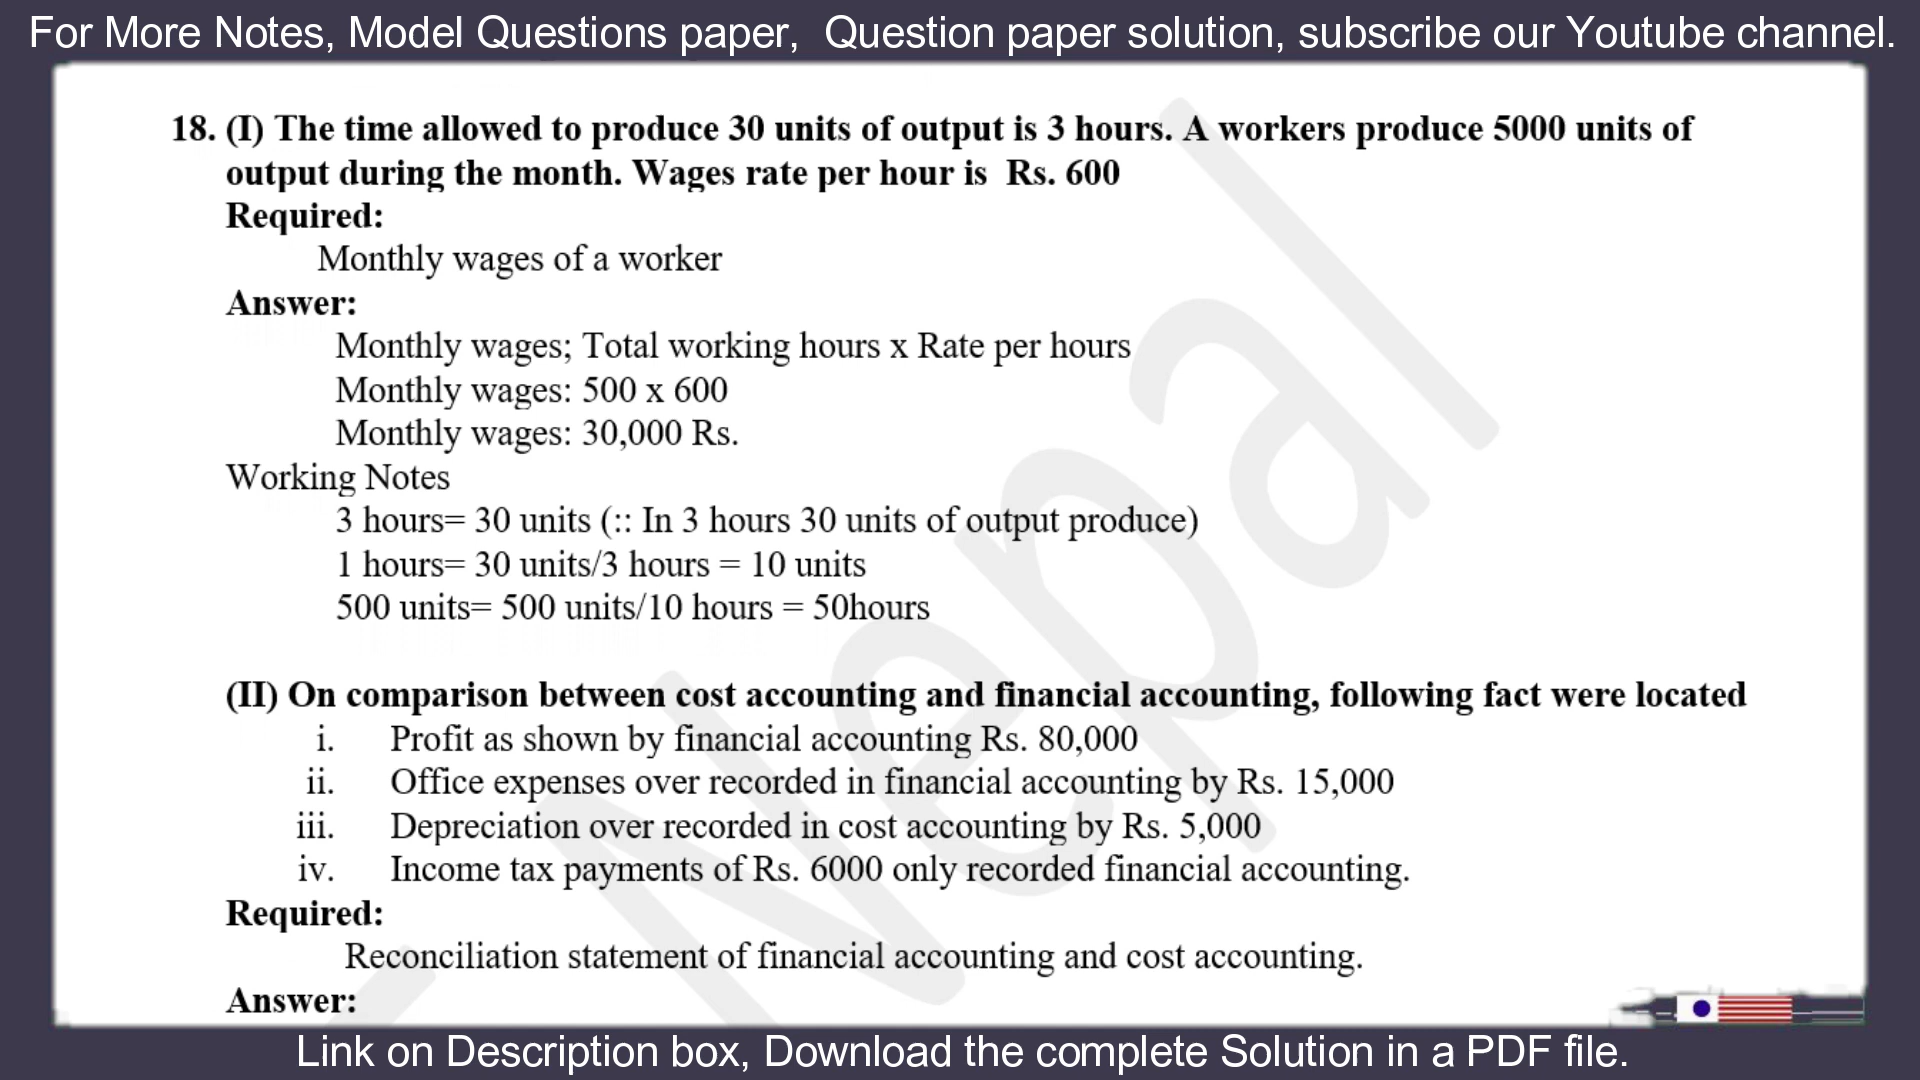 For More Notes, Model Questions paper,  Question paper solution, subscribe our Youtube channel.
18. (I) The time allowed to produce 30 units of output is 3 hours. A workers produce 5000 units of
output during the month. Wages rate per hour is  Rs. 600
Required:
Monthly wages of a worker
Answer:
Monthly wages; Total working hours x Rate per hours
Monthly wages: 500 x 600
Monthly wages: 30,000 Rs.
Working Notes
3 hours= 30 units (:: In 3 hours 30 units of output produce)
1 hours= 30 units/3 hours = 10 units
500 units= 500 units/10 hours = 50hours
(II) On comparison between cost accounting and financial accounting, following fact were located
i. Profit as shown by financial accounting Rs. 80,000
ii. Office expenses over recorded in financial accounting by Rs. 15,000
iii. Depreciation over recorded in cost accounting by Rs. 5,000
iv. Income tax payments of Rs. 6000 only recorded financial accounting.
Required:
Reconciliation statement of financial accounting and cost accounting.
Answer:
Nepal
Link on Description box, Download the complete Solution in a PDF file.